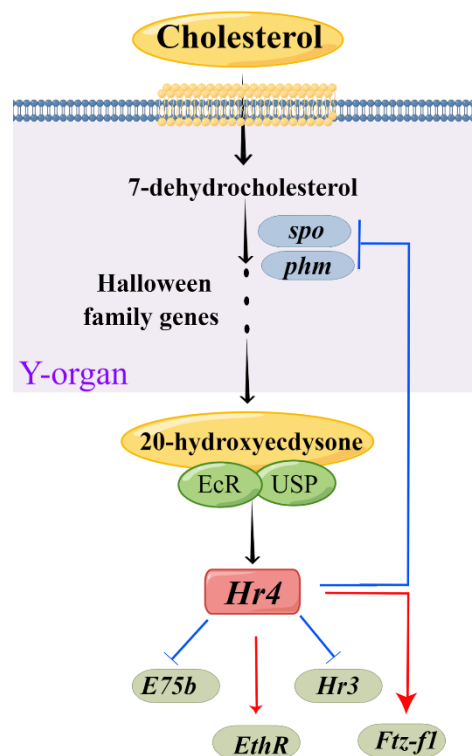 Cholesterol
7-dehydrocholesterol
spo
phm
Halloween
family genes
Y-organ
20-hydroxyecdysone
EcR USP
Hr4
E75b Hr3
EthR Ftz-f1